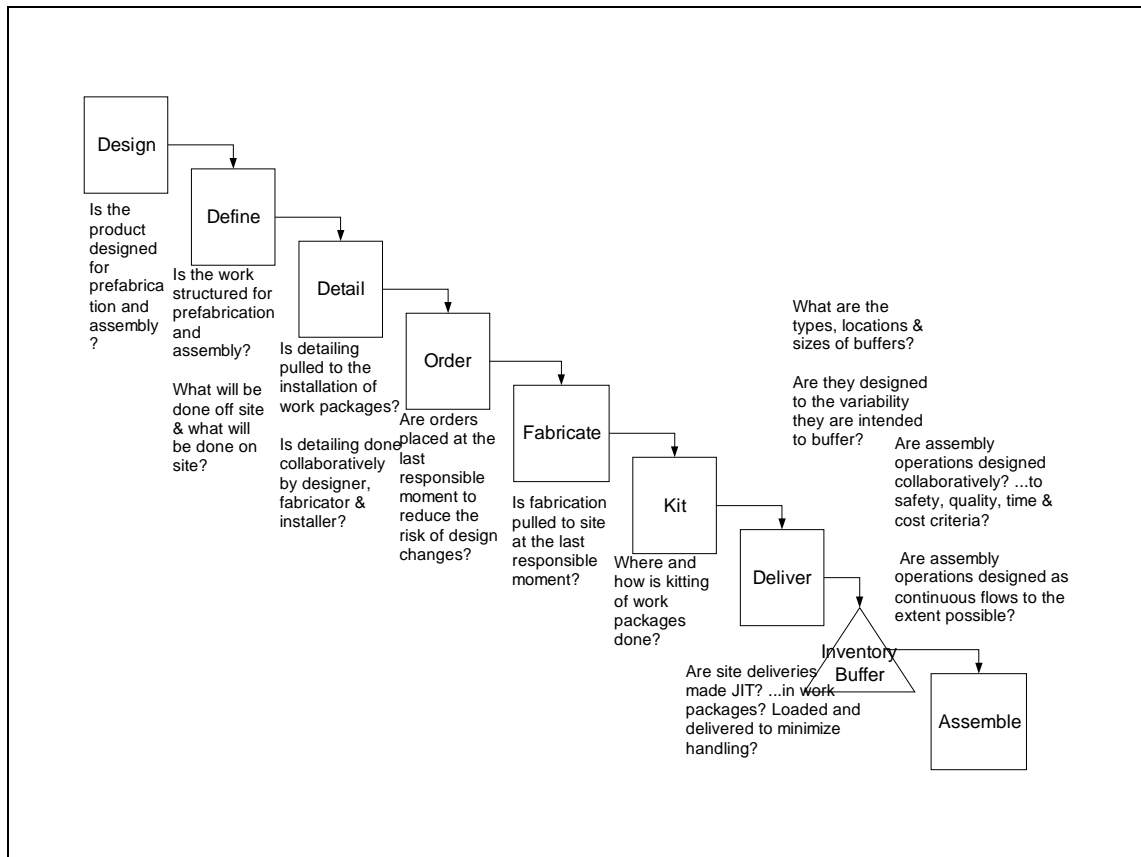 Design
Is the
product
designed
for
prefabrica
tion and
assembly
?
Define
Is the work
structured for
prefabrication
and
assembly?
What will be
done off site
& what will
be done on
site?
Detail
Is detailing
pulled to the
installation of
work packages?
Is detailing done
collaboratively
by designer,
fabricator &
installer?
Order
Are orders
placed at the
last
responsible
moment to
reduce the
risk of design
changes?
Fabricate
Is fabrication
pulled to site
at the last
responsible
moment?
Kit
Where and
how is kitting
of work
packages
done?
Deliver
Are site deliveries
made JIT? ...in work
packages? Loaded and
delivered to minimize
handling?
What are the
types, locations &
sizes of buffers?
Are they designed
to the variability
they are intended
to buffer?
Inventory
Buffer
Are assembly
operations designed
collaboratively? ...to
safety, quality, time &
cost criteria?
Are assembly
operations designed as
continuous flows to the
extent possible?
Assemble